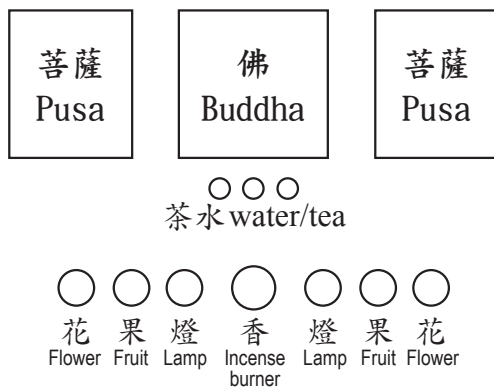 菩薩 佛 菩薩
Pusa Buddha Pusa
茶水 water/tea
花 果 燈 香 燈 果 花
Flower Fruit Lamp Incense burner Lamp Fruit Flower